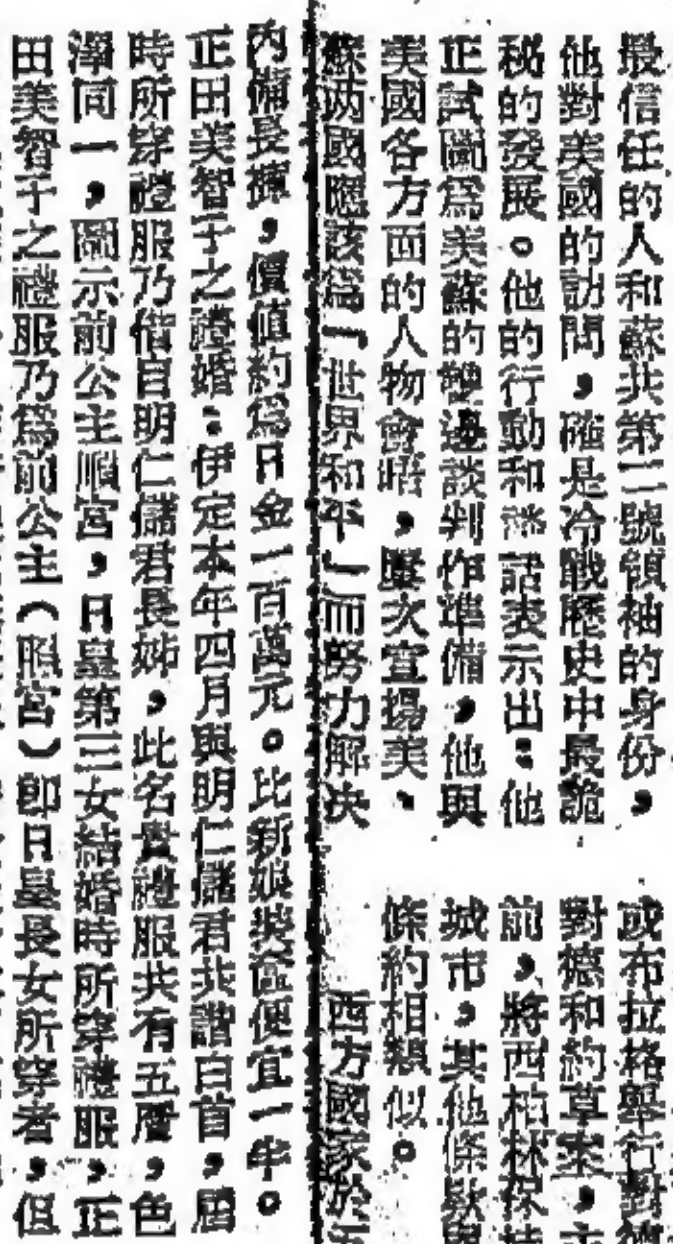 最信任的人和蘇共第二號領袖的身份，
他對美國的訪問，確是冷戰歷史中最詭
秘的發展。他的行動和談話表示出：他
正試圖爲美蘇的雙邊談判作準備，他與
美國各方面的人物會晤，屢次宣揚美、
蘇两國應該爲「世界和平」而努力解決
或布拉格舉行對德
對德和約草案，
前，將西柏林保持
城市，其他條款與
條約相類似。
西方國家於
內備長
，價值約爲日金一百萬元。比新娘裝
便宜一半。
正田美智子之禮婚：伊定本年四月與明仁儲君共諧白首，屆
時所穿禮服乃借自明仁儲君長姊，此名貴禮服共有五層，色
澤同一，圖示前公主順宮，日皇第三女結婚時所穿禮服，正
田美智子之禮服乃爲前公主（照宮）卽日皇長女所穿者，但